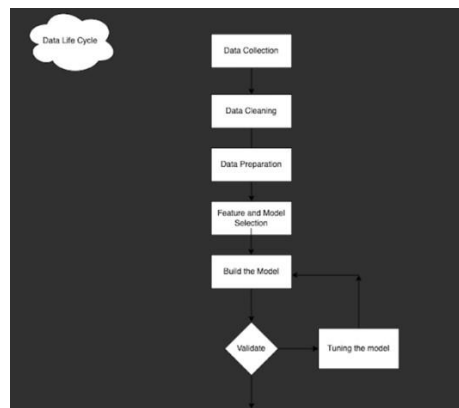 Data Life Cycle
Data Collection
Data Cleaning
Data Preparation
Feature and Model
Selection
Build the Model
Validate
Tuning the model